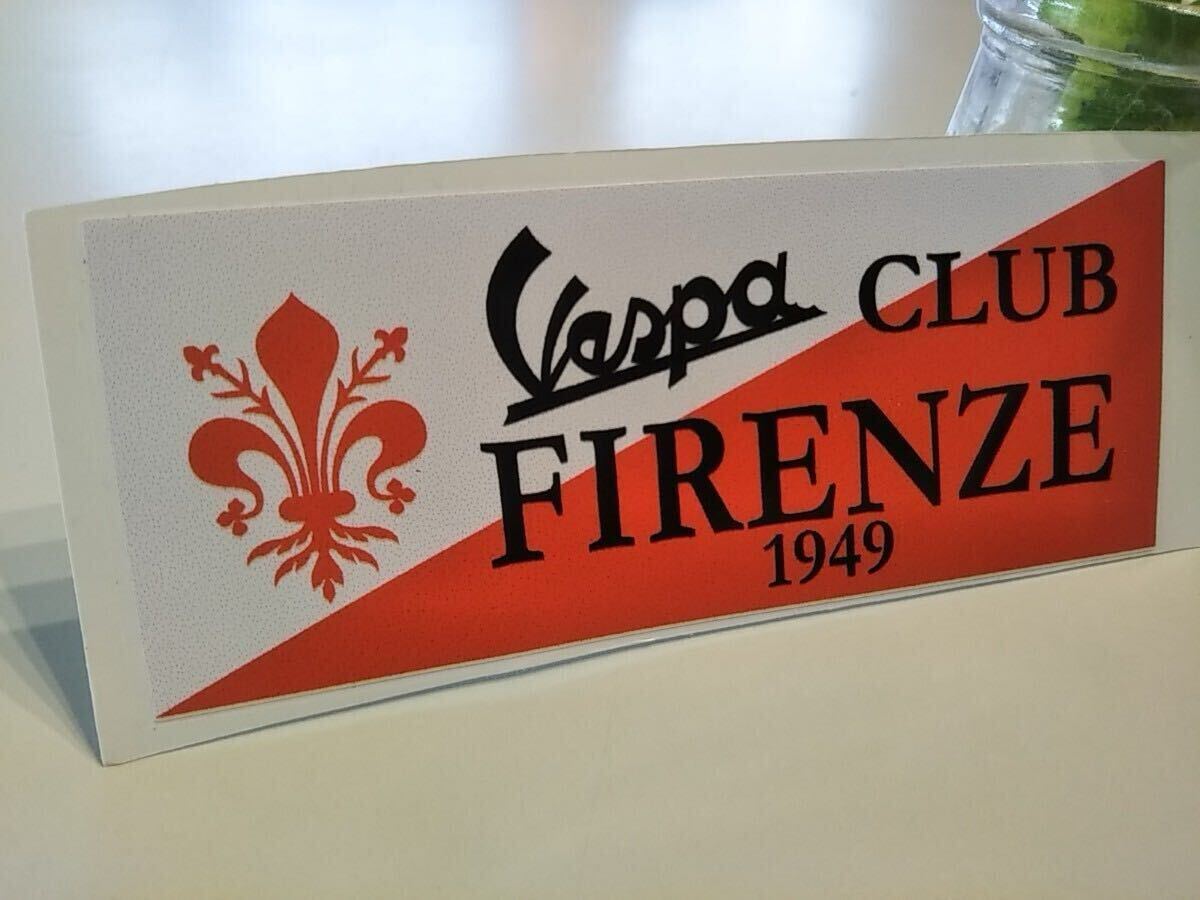 Vespa CLUB
FIRENZE
1949